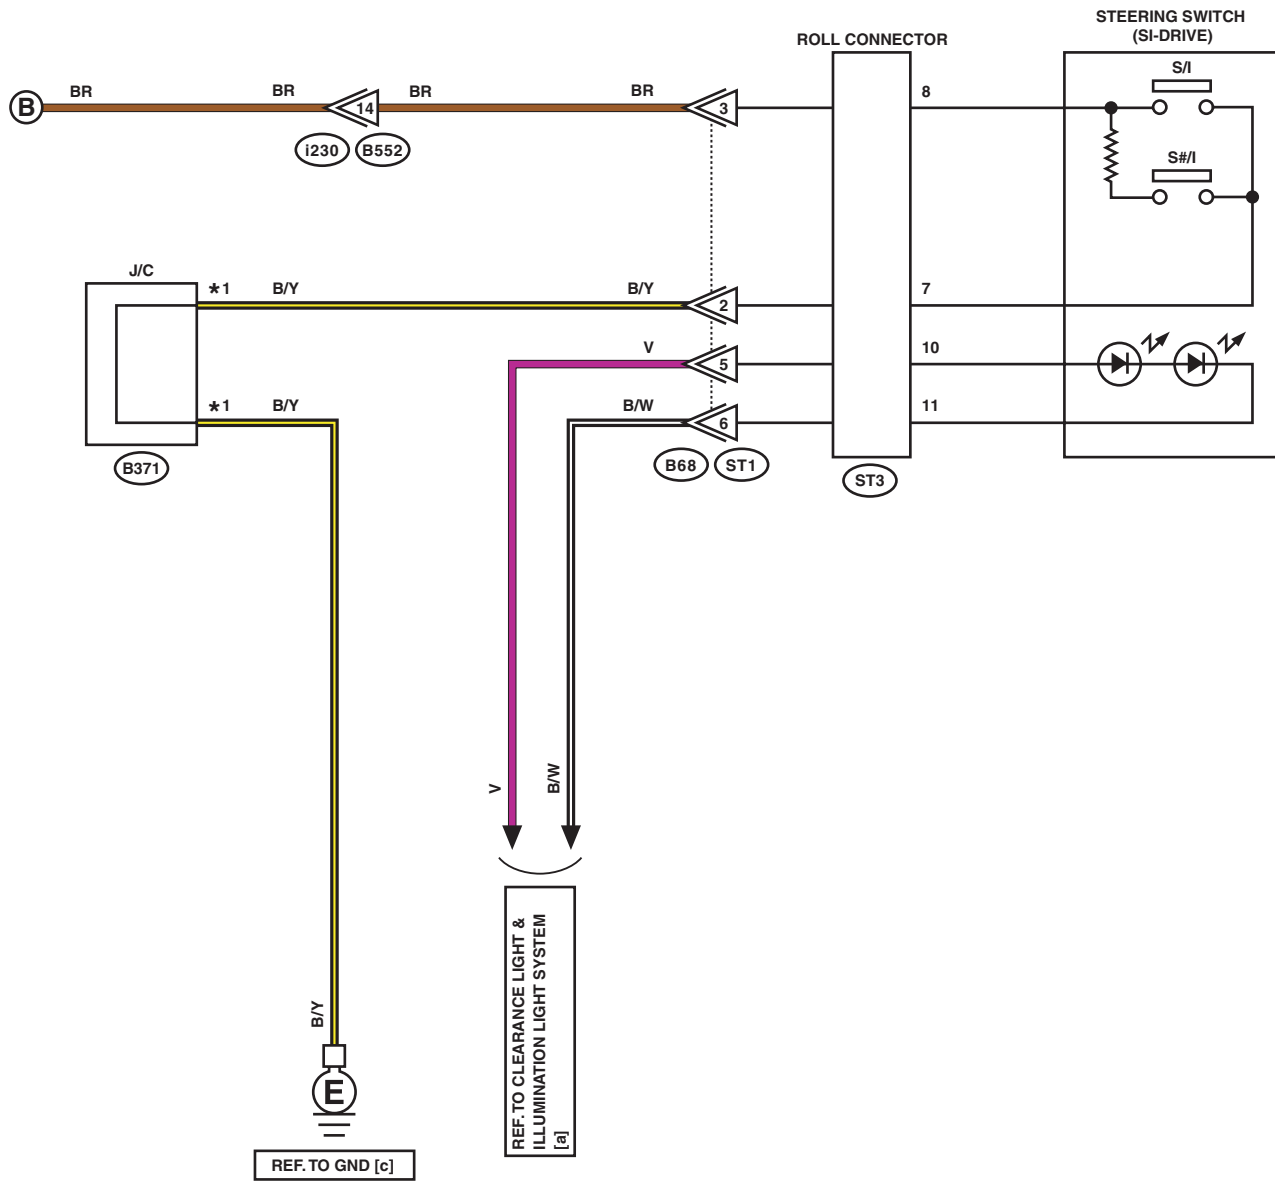 STEERING SWITCH
(SI-DRIVE)
ROLL CONNECTOR
S/I
B BR BR 14 BR BR 3 8
i230 B552
S#/I
J/C
*1 B/Y B/Y 2 7
V 5 10
*1 B/Y B/W 6 11
B371
B68 ST1
ST3
V
B/W
B/Y
E
REF. TO GND [c]
REF. TO CLEARANCE LIGHT &
ILLUMINATION LIGHT SYSTEM
[a]